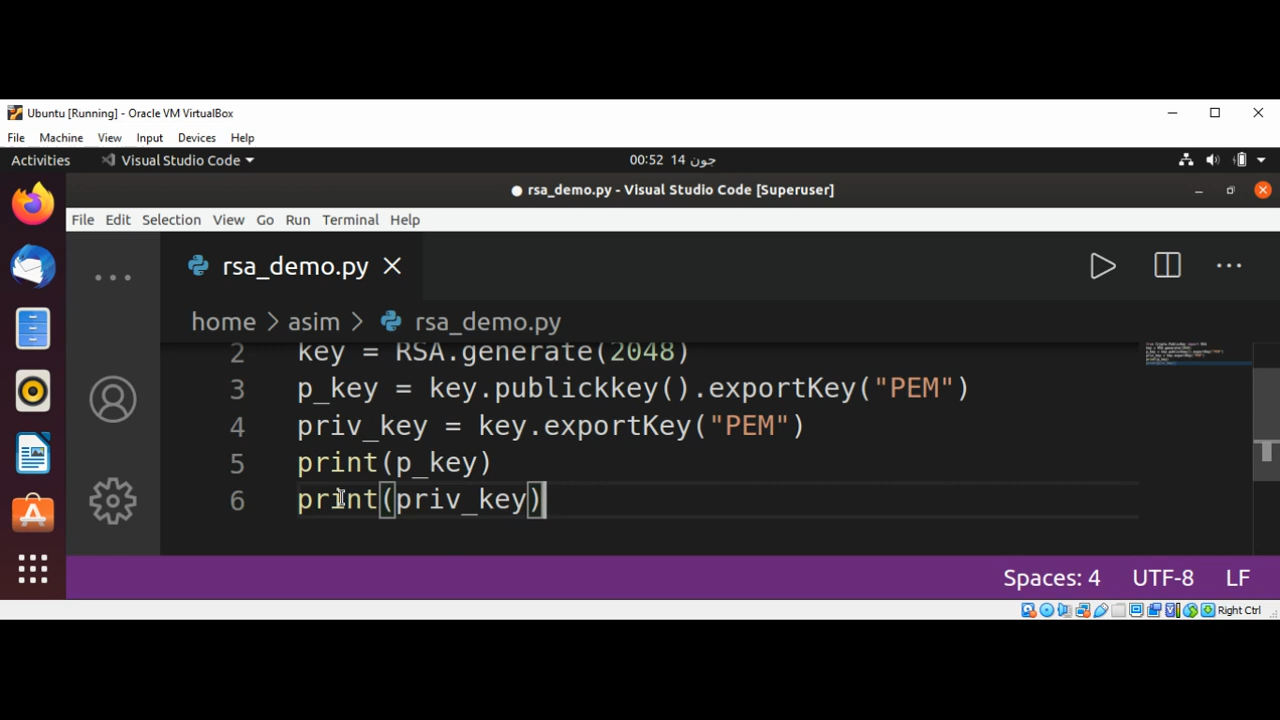 Ubuntu [Running] - Oracle VM VirtualBox
File Machine View Input Devices Help
Activities Visual Studio Code 00:52 14 جون
rsa_demo.py - Visual Studio Code [Superuser]
File Edit Selection View Go Run Terminal Help
rsa_demo.py
home > asim > rsa_demo.py
2 key = RSA.generate(2048)
3 p_key = key.publickkey().exportKey("PEM")
4 priv_key = key.exportKey("PEM")
5 print(p_key)
6 print(priv_key)
Spaces: 4 UTF-8 LF
Right Ctrl